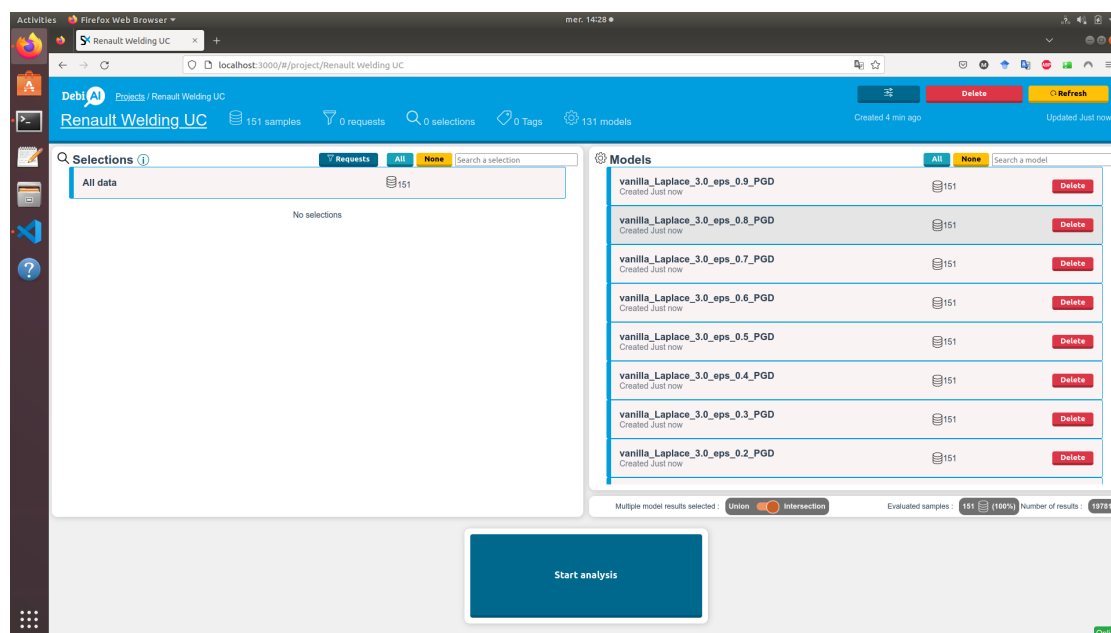 Activities Firefox Web Browser mer. 14:28
Renault Welding UC × +
localhost:3000/#/project/Renault Welding UC
Debi AI Projects / Renault Welding UC
Delete Refresh
Renault Welding UC 151 samples 0 requests 0 selections 0 Tags 131 models
Created 4 min ago Updated Just now
Selections Requests All None Search a selection
All data 151
No selections
Models All None Search a model
vanilla_Laplace_3.0_eps_0.9_PGD
Created Just now
151 Delete
vanilla_Laplace_3.0_eps_0.8_PGD
Created Just now
151 Delete
vanilla_Laplace_3.0_eps_0.7_PGD
Created Just now
151 Delete
vanilla_Laplace_3.0_eps_0.6_PGD
Created Just now
151 Delete
vanilla_Laplace_3.0_eps_0.5_PGD
Created Just now
151 Delete
vanilla_Laplace_3.0_eps_0.4_PGD
Created Just now
151 Delete
vanilla_Laplace_3.0_eps_0.3_PGD
Created Just now
151 Delete
vanilla_Laplace_3.0_eps_0.2_PGD
Created Just now
151 Delete
Multiple model results selected : Union Intersection Evaluated samples : 151 (100%) Number of results : 19781
Start analysis